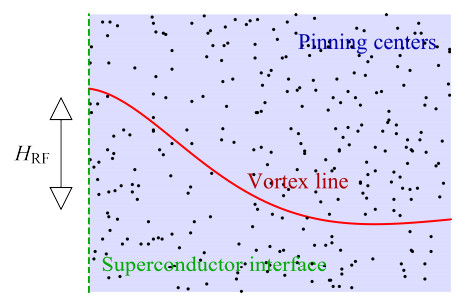 Pinning centers
H_RF
Vortex line
Superconductor interface